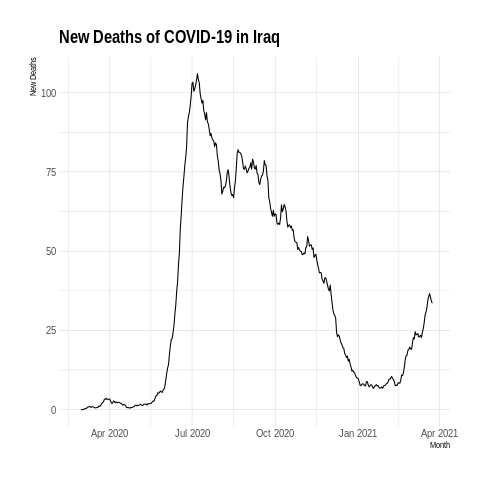 New Deaths of COVID-19 in Iraq
New Deaths
100
75
50
25
0
Apr 2020 Jul 2020 Oct 2020 Jan 2021 Apr 2021
Month